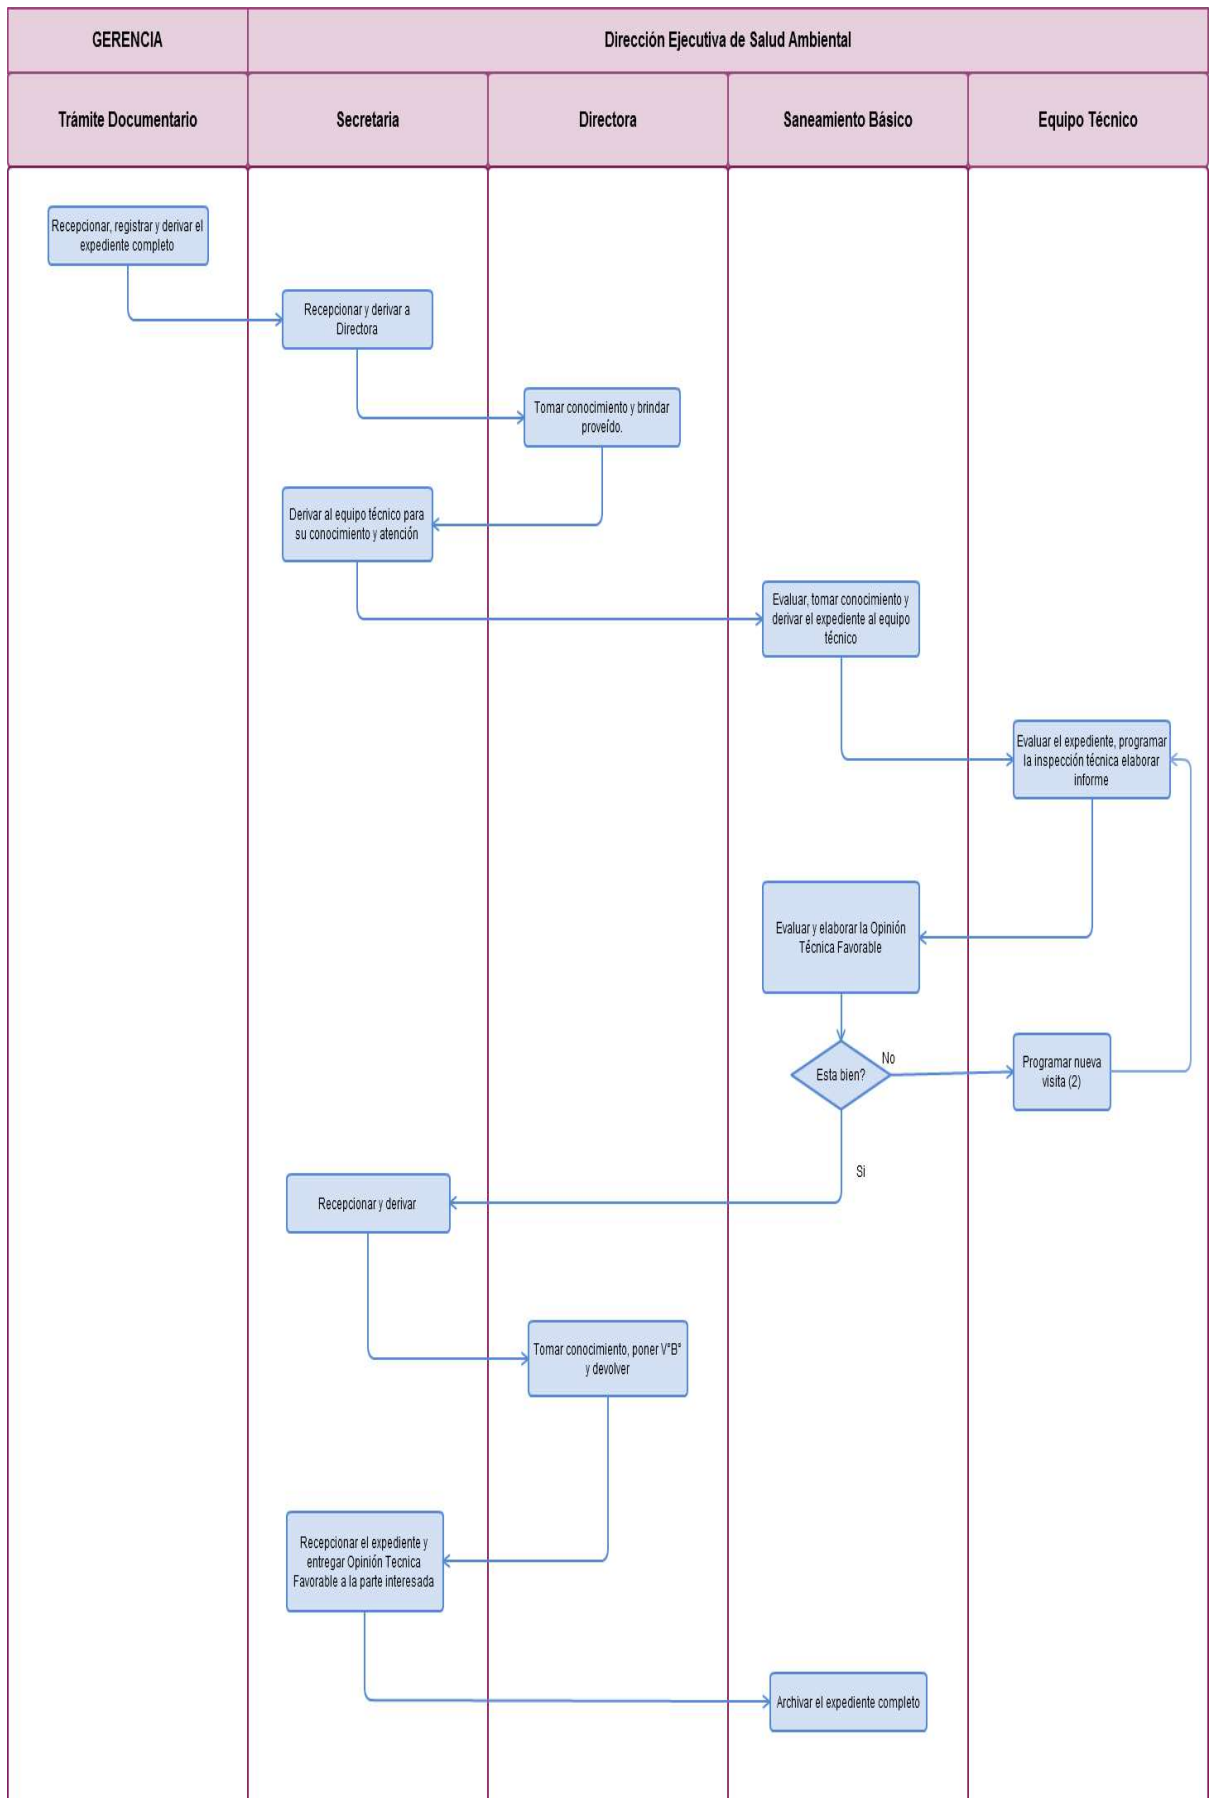 GERENCIA
Dirección Ejecutiva de Salud Ambiental
Trámite Documentario
Secretaria
Directora
Saneamiento Básico
Equipo Técnico
Recepcionar, registrar y derivar el
expediente completo
Recepcionar y derivar a
Directora
Tomar conocimiento y brindar
proveído.
Derivar al equipo técnico para
su conocimiento y atención
Evaluar, tomar conocimiento y
derivar el expediente al equipo
técnico
Evaluar el expediente, programar
la inspección técnica elaborar
informe
Evaluar y elaborar la Opinión
Técnica Favorable
Esta bien?
No
Programar nueva
visita (2)
Si
Recepcionar y derivar
Tomar conocimiento, poner V°B°
y devolver
Recepcionar el expediente y
entregar Opinión Tecnica
Favorable a la parte interesada
Archivar el expediente completo